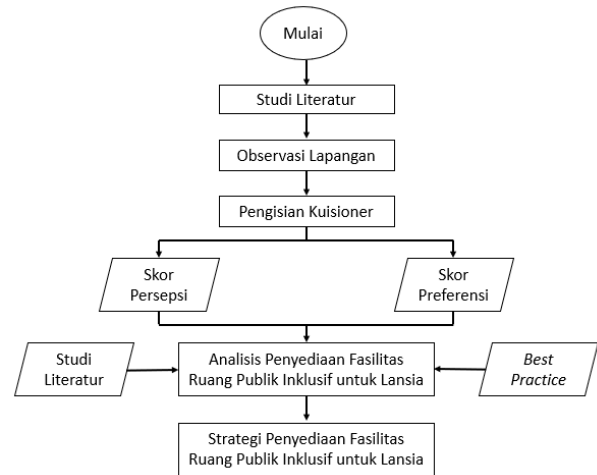 Mulai
Studi Literatur
Observasi Lapangan
Pengisian Kuisioner
Skor
Persepsi
Skor
Preferensi
Studi
Literatur
Analisis Penyediaan Fasilitas
Ruang Publik Inklusif untuk Lansia
Best
Practice
Strategi Penyediaan Fasilitas
Ruang Publik Inklusif untuk Lansia